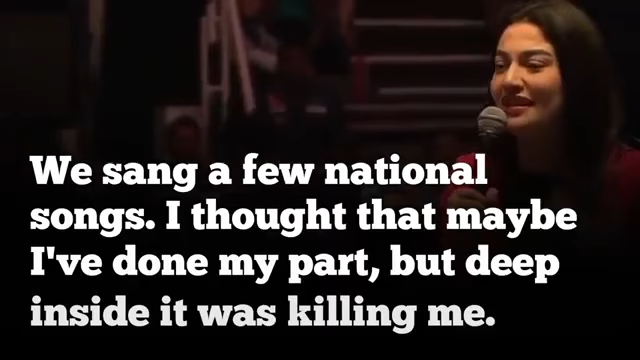 We sang a few national
songs. I thought that maybe
I've done my part, but deep
inside it was killing me.